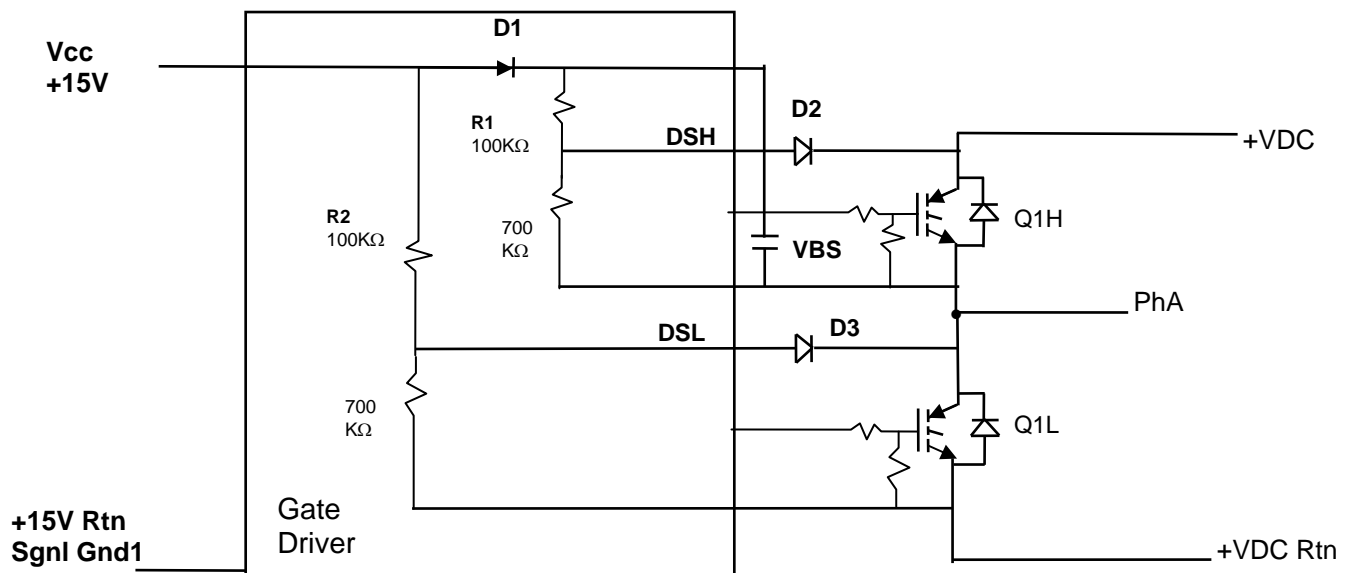 D1
Vcc
+15V
R1
100KΩ
D2
DSH
+VDC
R2
100KΩ
700
KΩ
VBS
Q1H
PhA
DSL
D3
700
KΩ
Q1L
Gate
Driver
+15V Rtn
Sgnl Gnd1
+VDC Rtn